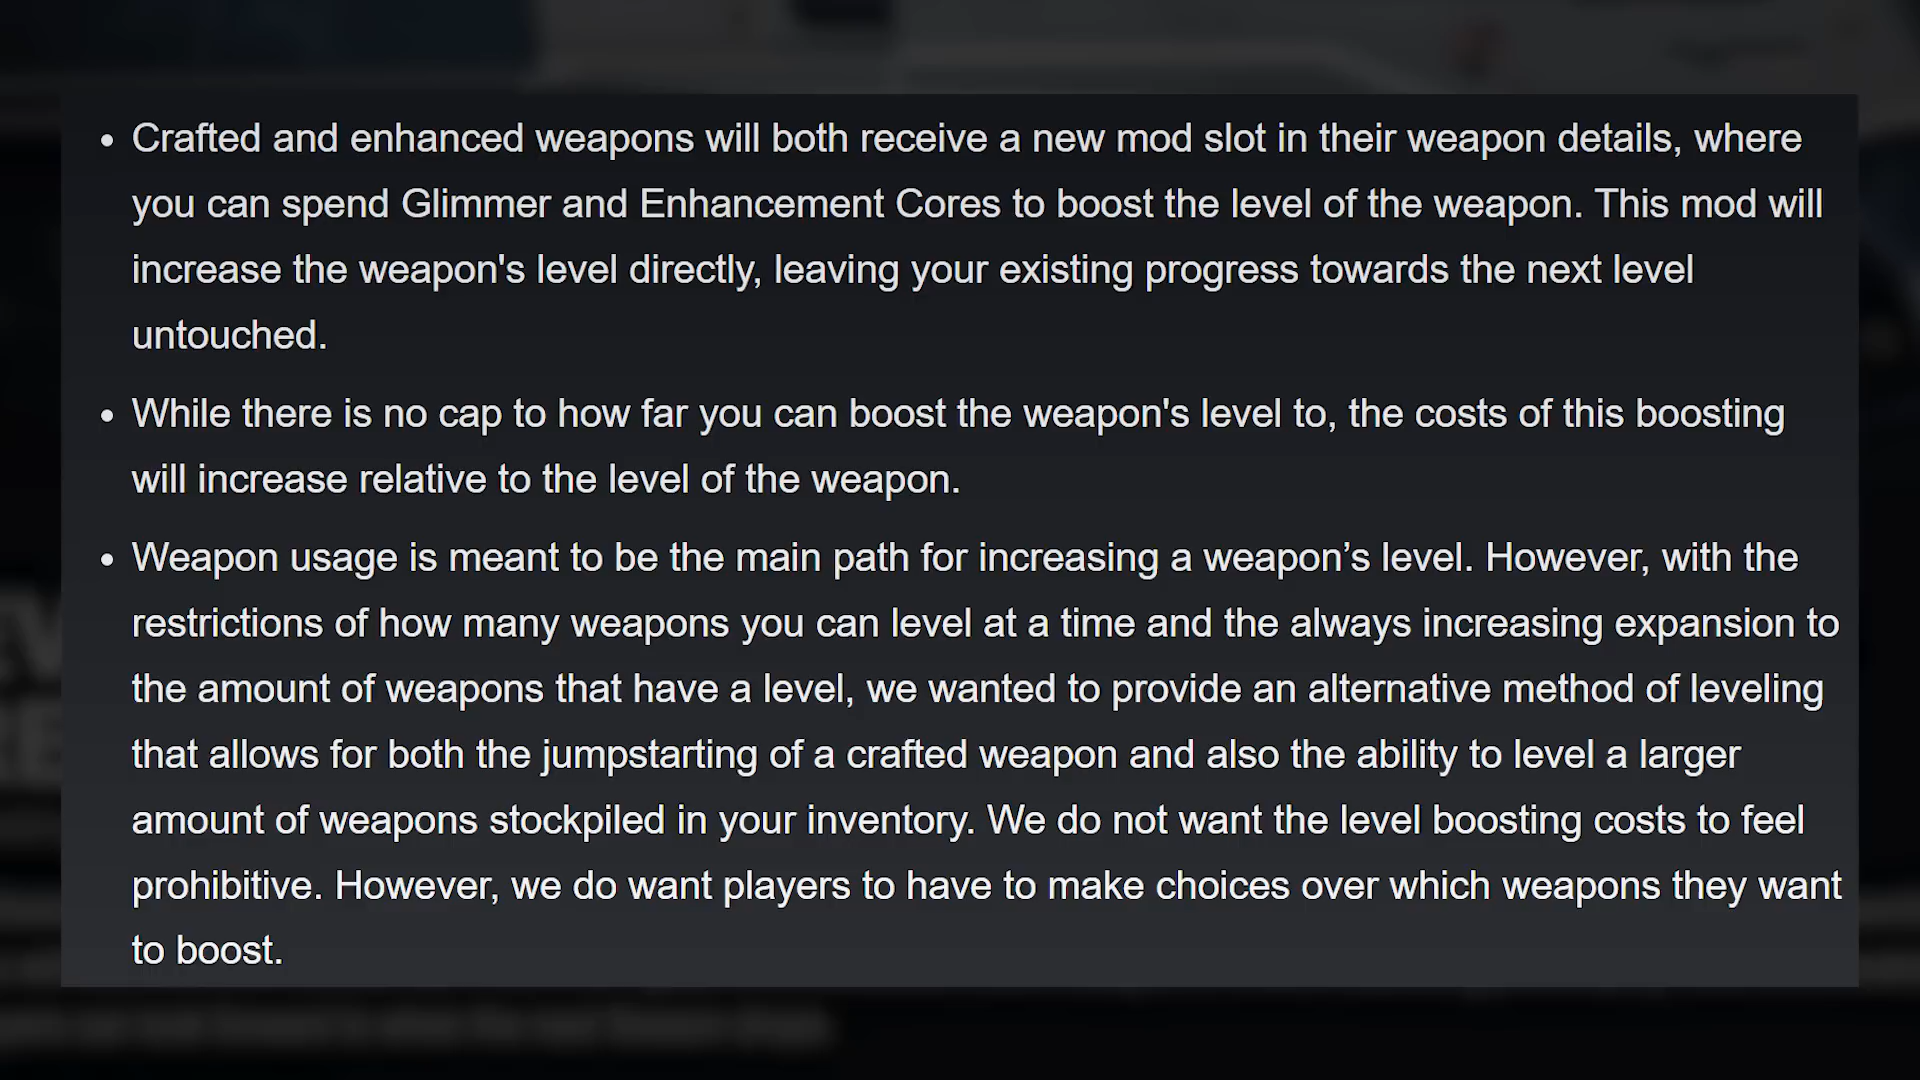 • Crafted and enhanced weapons will both receive a new mod slot in their weapon details, where
you can spend Glimmer and Enhancement Cores to boost the level of the weapon. This mod will
increase the weapon's level directly, leaving your existing progress towards the next level
untouched.
• While there is no cap to how far you can boost the weapon's level to, the costs of this boosting
will increase relative to the level of the weapon.
• Weapon usage is meant to be the main path for increasing a weapon’s level. However, with the
restrictions of how many weapons you can level at a time and the always increasing expansion to
the amount of weapons that have a level, we wanted to provide an alternative method of leveling
that allows for both the jumpstarting of a crafted weapon and also the ability to level a larger
amount of weapons stockpiled in your inventory. We do not want the level boosting costs to feel
prohibitive. However, we do want players to have to make choices over which weapons they want
to boost.